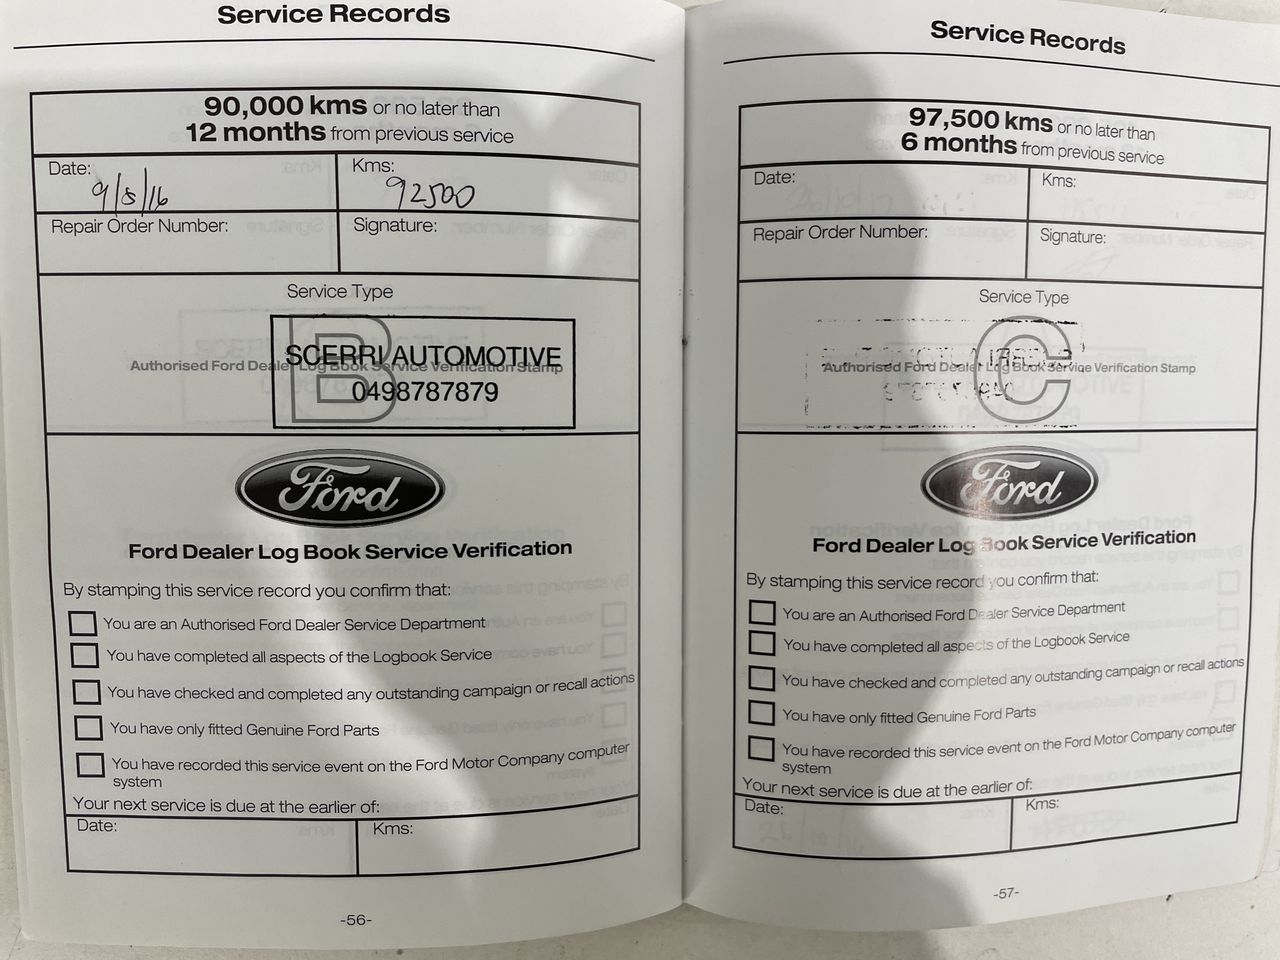 Service Records
90,000 kms or no later than
12 months from previous service
Date:
9/8/16
Kms:
92500
Repair Order Number:
Signature:
Service Type
B
SCERRI AUTOMOTIVE
Authorised Ford Dealer Log Book Service Verification Stamp
0498787879
Ford
Ford Dealer Log Book Service Verification
By stamping this service record you confirm that:
You are an Authorised Ford Dealer Service Department
You have completed all aspects of the Logbook Service
You have checked and completed any outstanding campaign or recall actions
You have only fitted Genuine Ford Parts
You have recorded this service event on the Ford Motor Company computer
system
Your next service is due at the earlier of:
Date:
Kms:
-56-
Service Records
97,500 kms or no later than
6 months from previous service
Date:
Kms:
Repair Order Number:
Signature:
Service Type
C
Authorised Ford Dealer Log Book Service Verification Stamp
Ford
Ford Dealer Log Book Service Verification
By stamping this service record you confirm that:
You are an Authorised Ford Dealer Service Department
You have completed all aspects of the Logbook Service
You have checked and completed any outstanding campaign or recall actions
You have only fitted Genuine Ford Parts
You have recorded this service event on the Ford Motor Company computer
system
Your next service is due at the earlier of:
Date:
Kms:
-57-